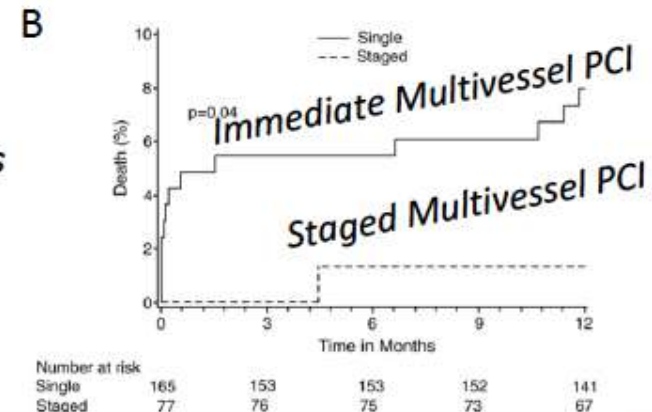 B
10
Single
Staged
8
p=0.04
Immediate Multivessel PCI
6
Death (%)
4
Staged Multivessel PCI
2
0
0 3 6 9 12
Time in Months
Number at risk
Single 165 153 153 152 141
Staged 77 76 75 73 67